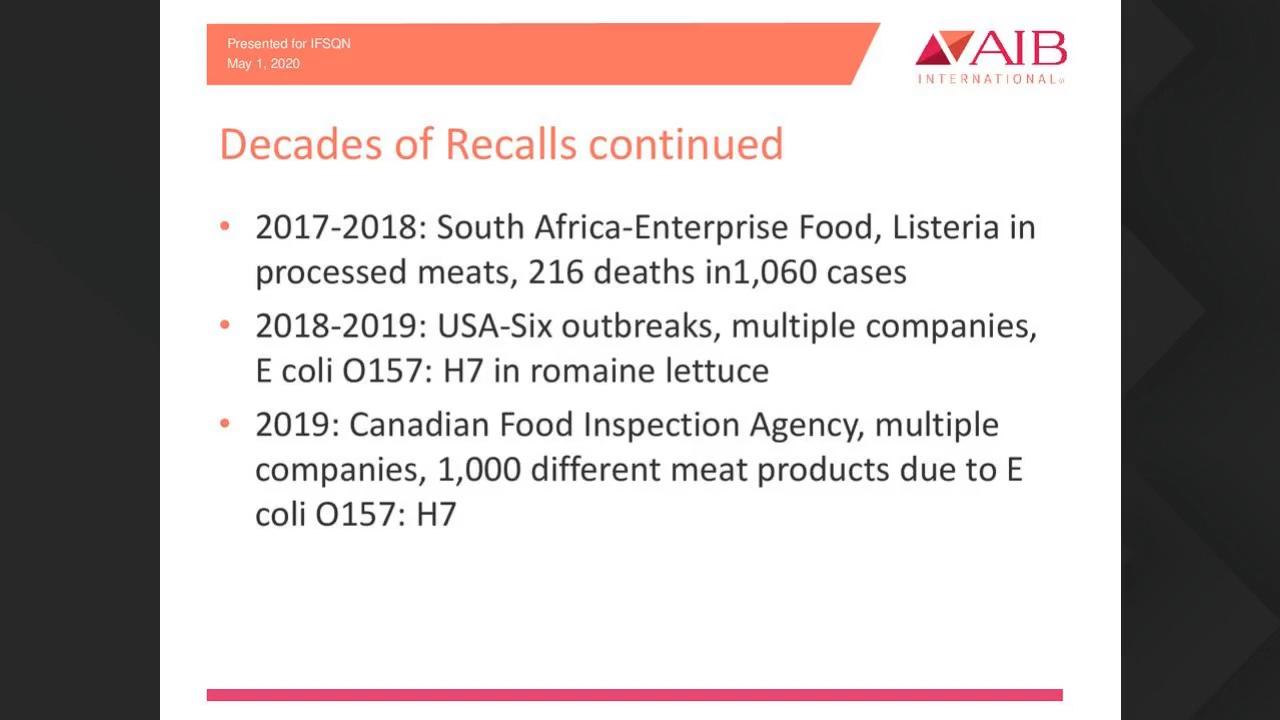 Presented for IFSQN
May 1, 2020
AIB
INTERNATIONAL
Decades of Recalls continued
• 2017-2018: South Africa-Enterprise Food, Listeria in
processed meats, 216 deaths in1,060 cases
• 2018-2019: USA-Six outbreaks, multiple companies,
E coli O157: H7 in romaine lettuce
• 2019: Canadian Food Inspection Agency, multiple
companies, 1,000 different meat products due to E
coli O157: H7